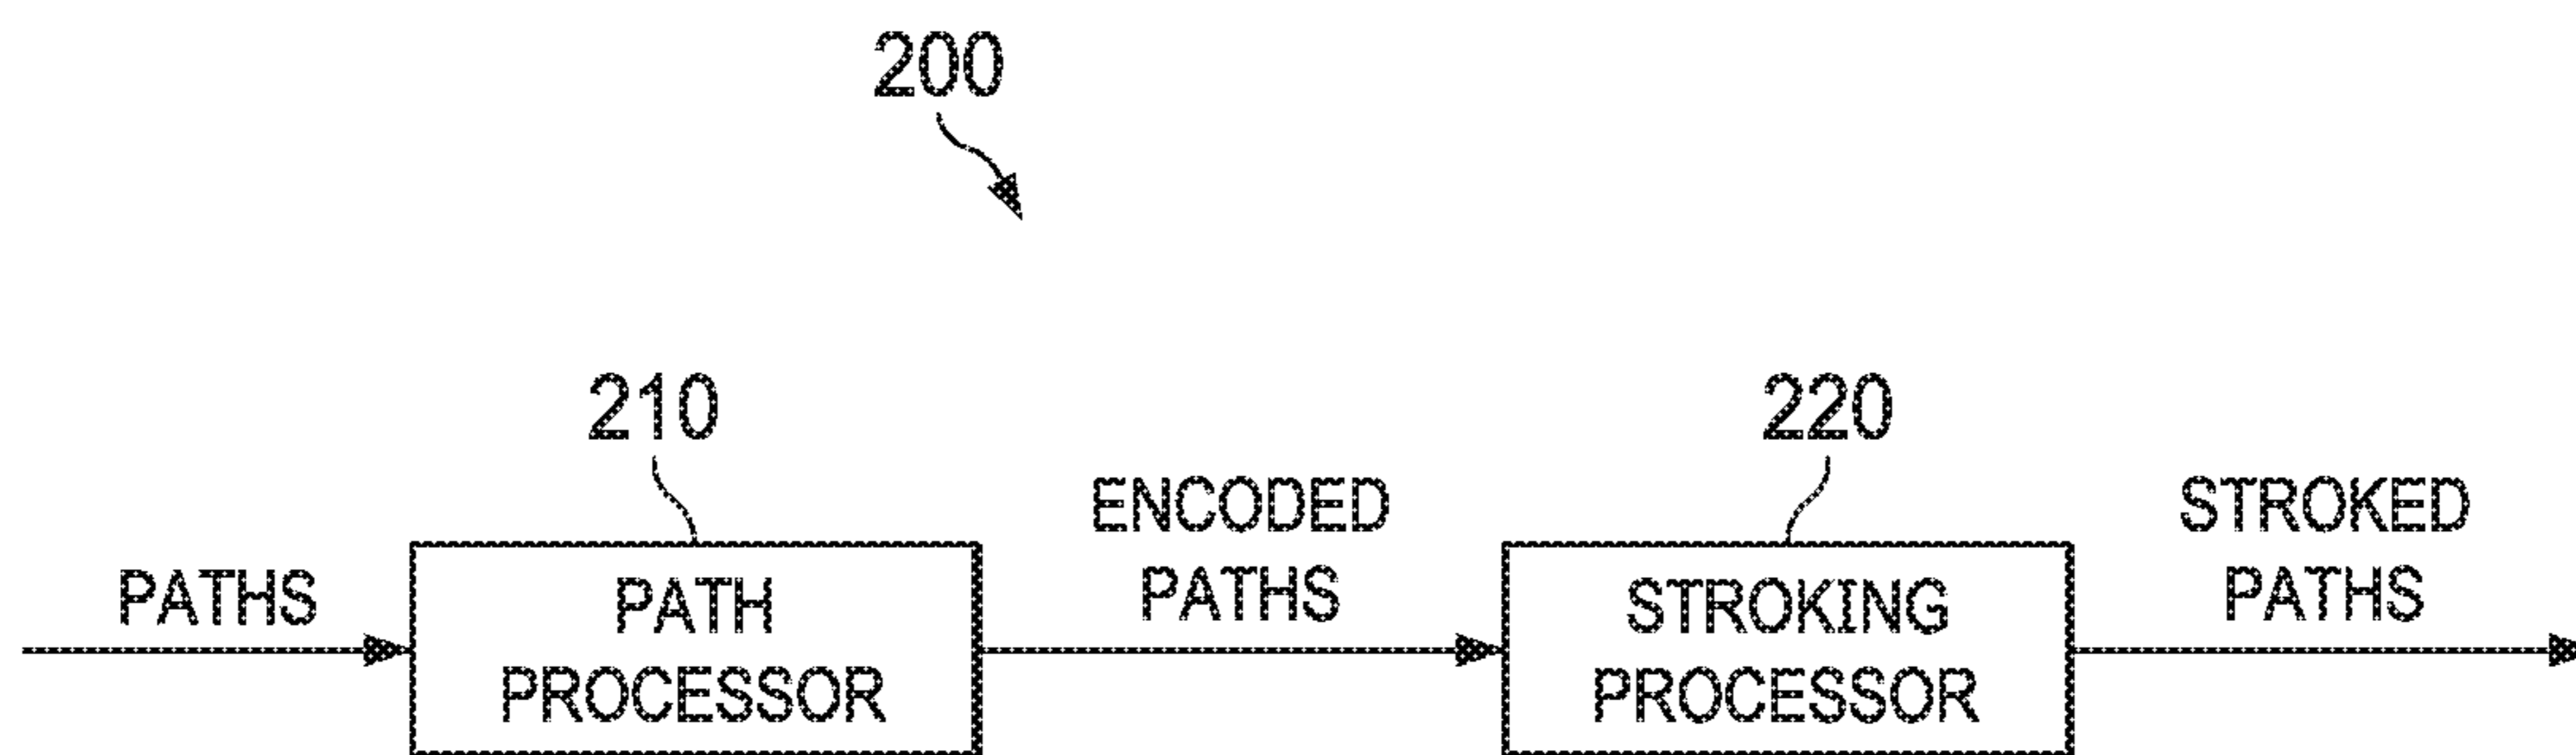 200
210
220
PATHS
PATH
PROCESSOR
ENCODED
PATHS
STROKING
PROCESSOR
STROKED
PATHS